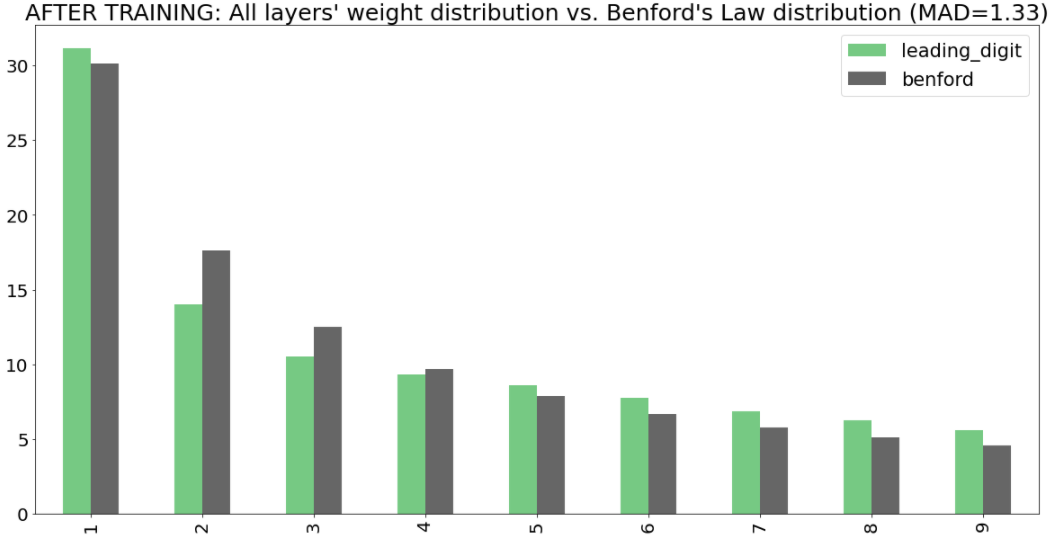 AFTER TRAINING: All layers' weight distribution vs. Benford's Law distribution (MAD=1.33)
leading_digit
benford
30
25
20
15
10
5
0
1 2 3 4 5 6 7 8 9